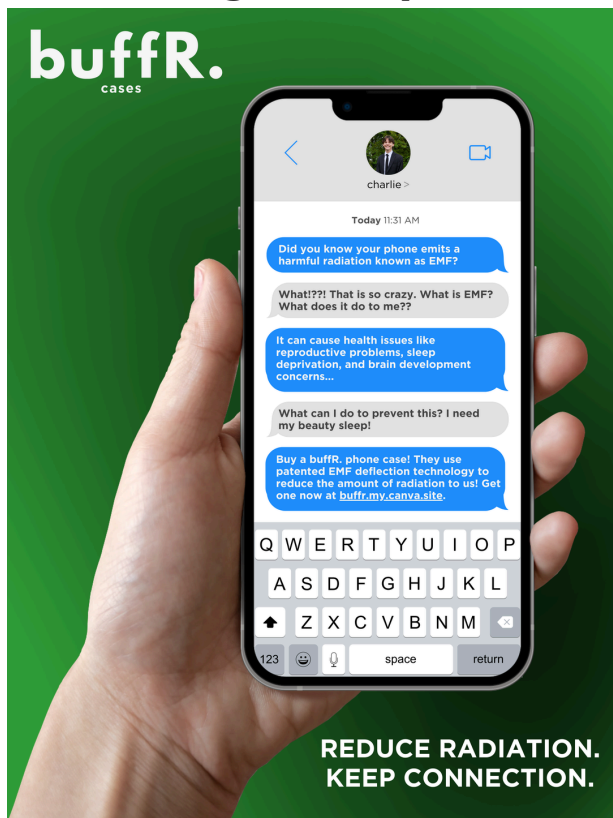 buffR.
cases
charlie >
Today 11:31 AM
Did you know your phone emits a
harmful radiation known as EMF?
What!??! That is so crazy. What is EMF?
What does it do to me??
It can cause health issues like
reproductive problems, sleep
deprivation, and brain development
concerns...
What can I do to prevent this? I need
my beauty sleep!
Buy a buffR. phone case! They use
patented EMF deflection technology to
reduce the amount of radiation to us! Get
one now at buffr.my.canva.site.
Q W E R T Y U I O P
A S D F G H J K L
Z X C V B N M
123 space return
REDUCE RADIATION.
KEEP CONNECTION.